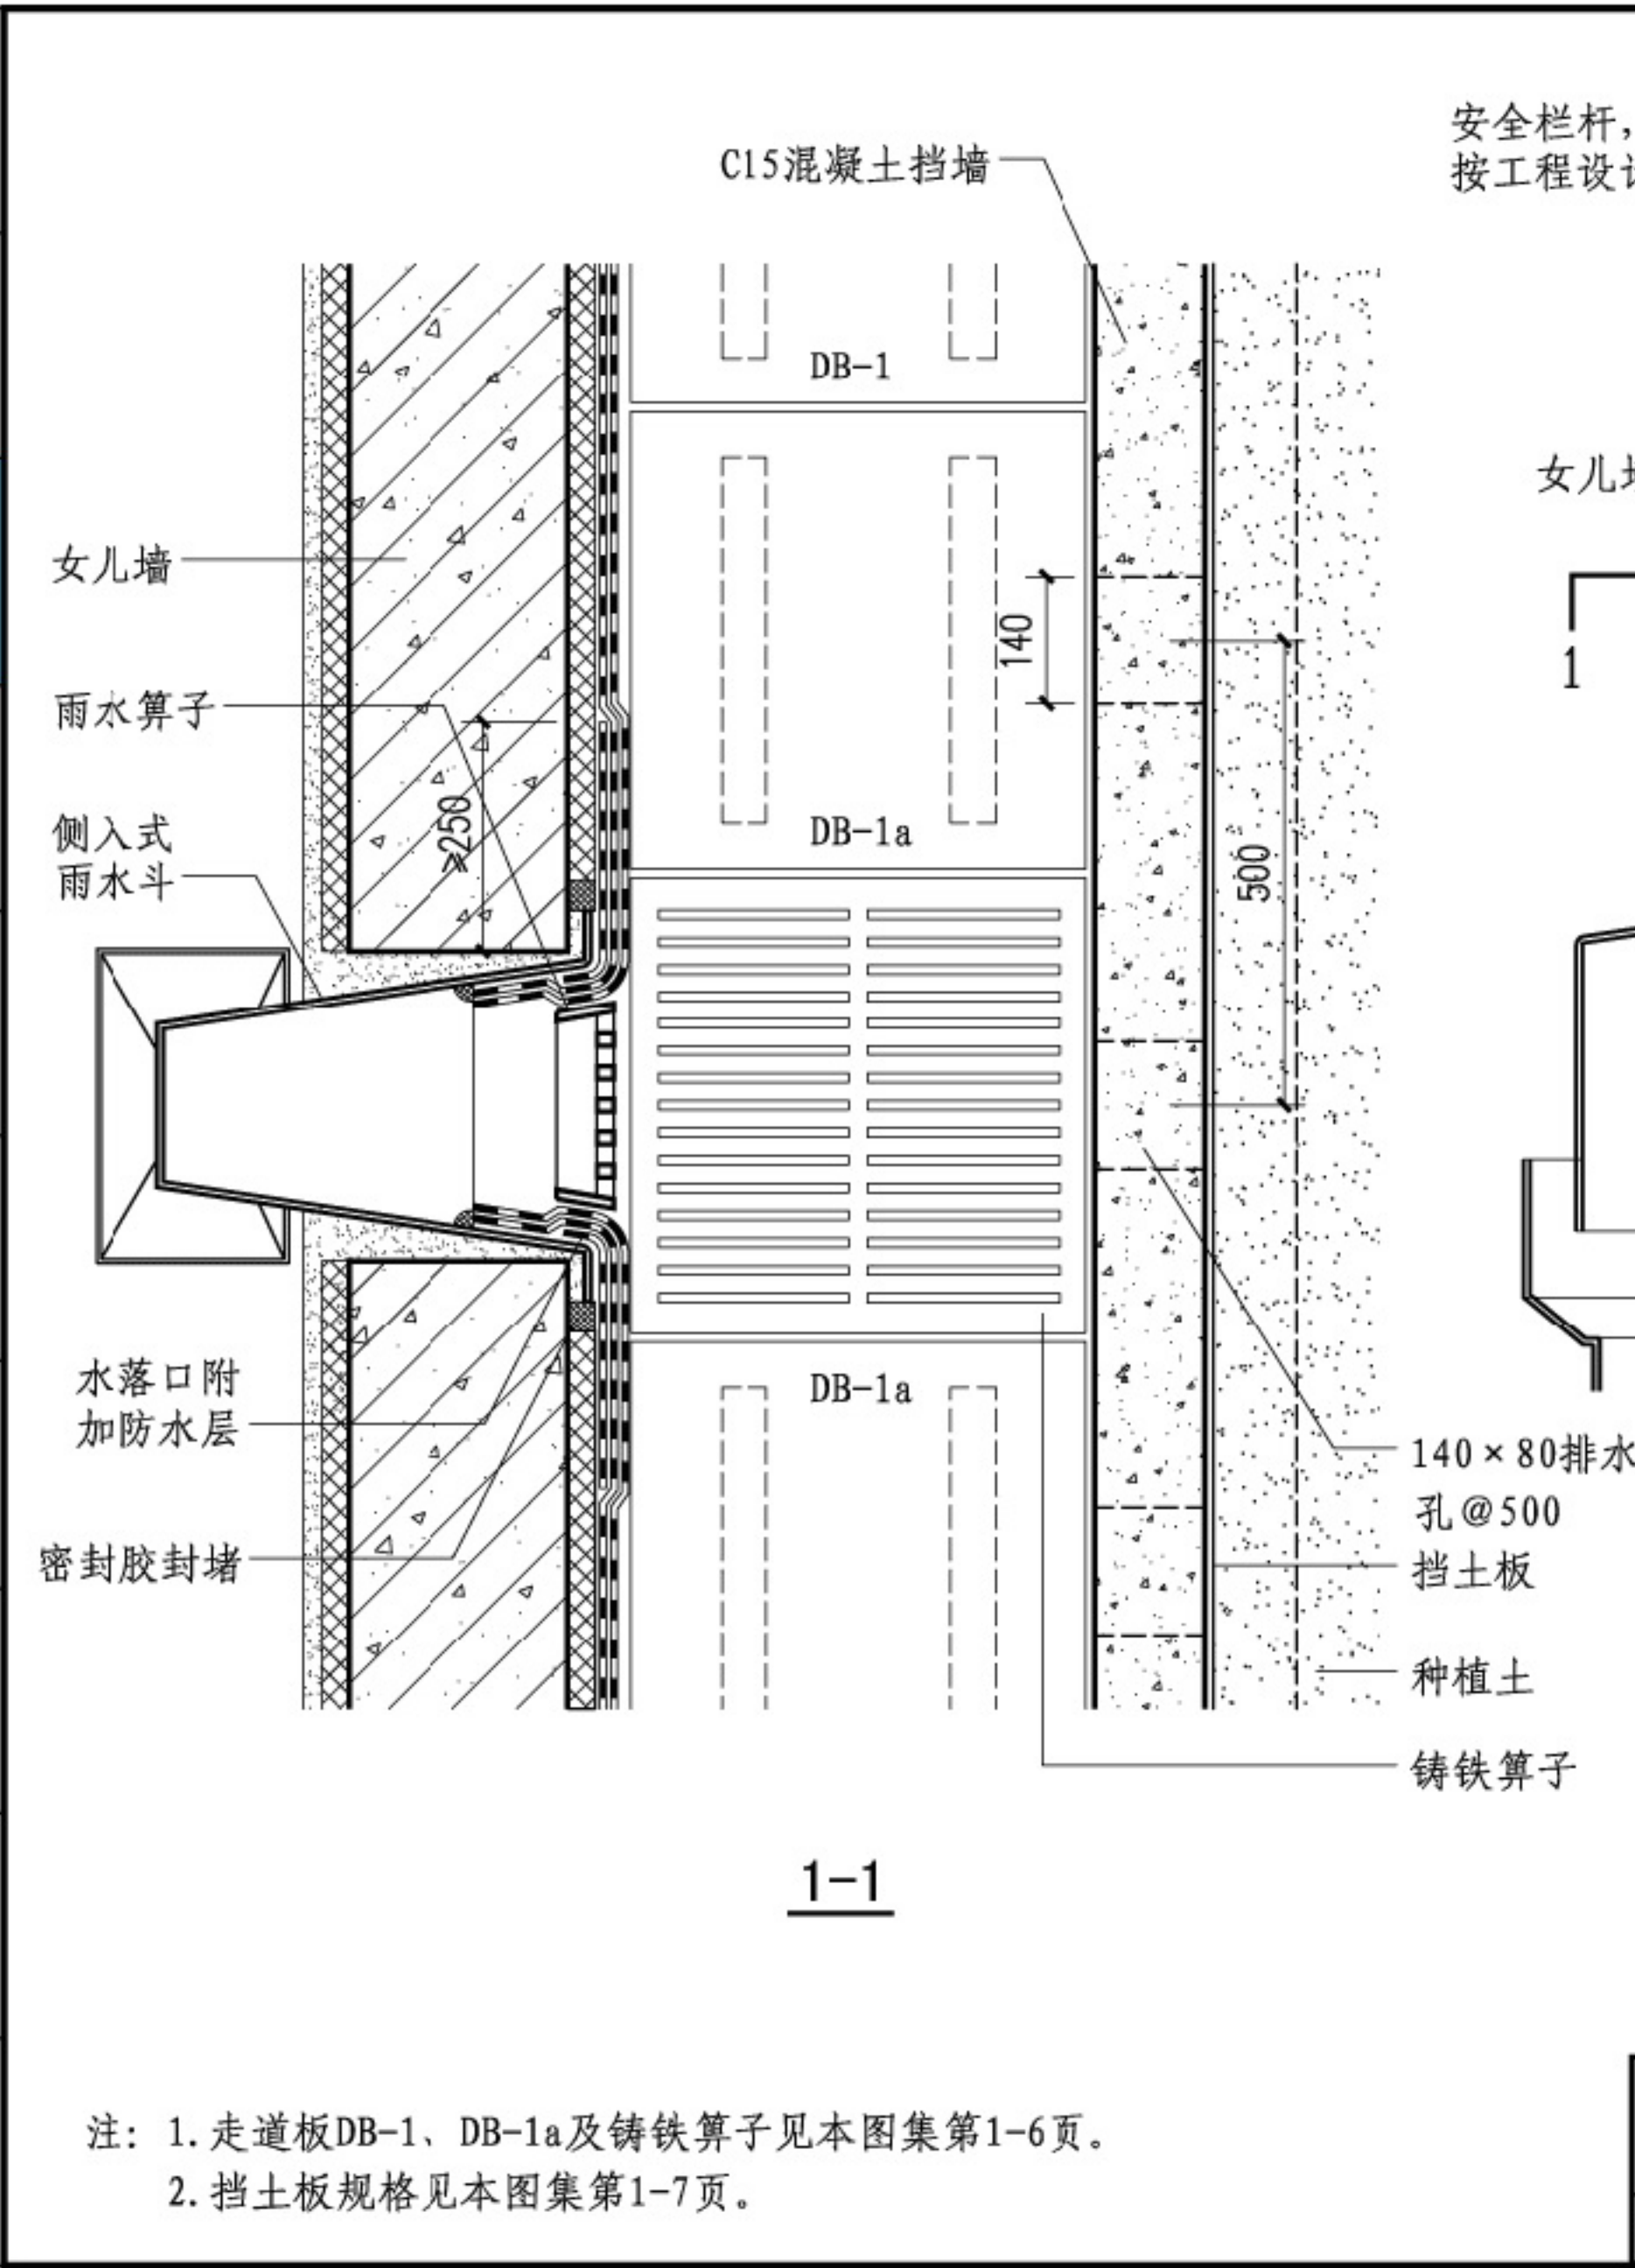 安全栏杆,
按工程设
C15混凝土挡墙
DB-1
女儿
女儿墙
140
1
雨水箅子
≥250
DB-1a
侧入式
雨水斗
500
水落口附
加防水层
DB-1a
140×80排水
孔@500
密封胶封堵
挡土板
种植土
铸铁箅子
1-1
注: 1.走道板DB-1、DB-1a及铸铁箅子见本图集第1-6页。
2.挡土板规格见本图集第1-7页。